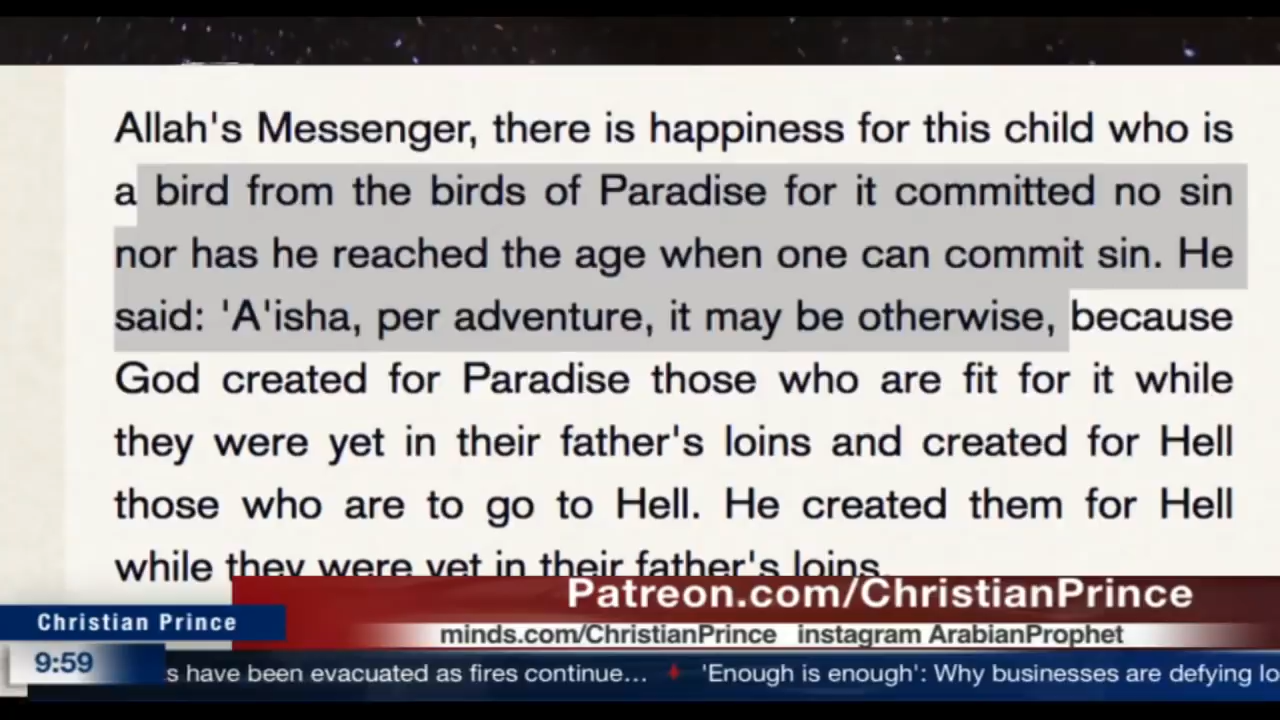 Allah's Messenger, there is happiness for this child who is
a bird from the birds of Paradise for it committed no sin
nor has he reached the age when one can commit sin. He
said: 'A'isha, per adventure, it may be otherwise, because
God created for Paradise those who are fit for it while
they were yet in their father's loins and created for Hell
those who are to go to Hell. He created them for Hell
while they were yet in their father's loins.
Patreon.com/ChristianPrince
Christian Prince
minds.com/ChristianPrince instagram ArabianProphet
9:59
s have been evacuated as fires continue... 'Enough is enough': Why businesses are defying lo